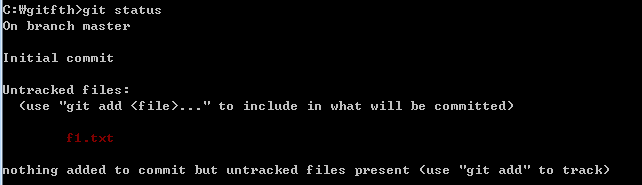 C:₩gitfth>git status
On branch master
Initial commit
Untracked files:
(use "git add <file>..." to include in what will be committed)
f1.txt
nothing added to commit but untracked files present (use "git add" to track)